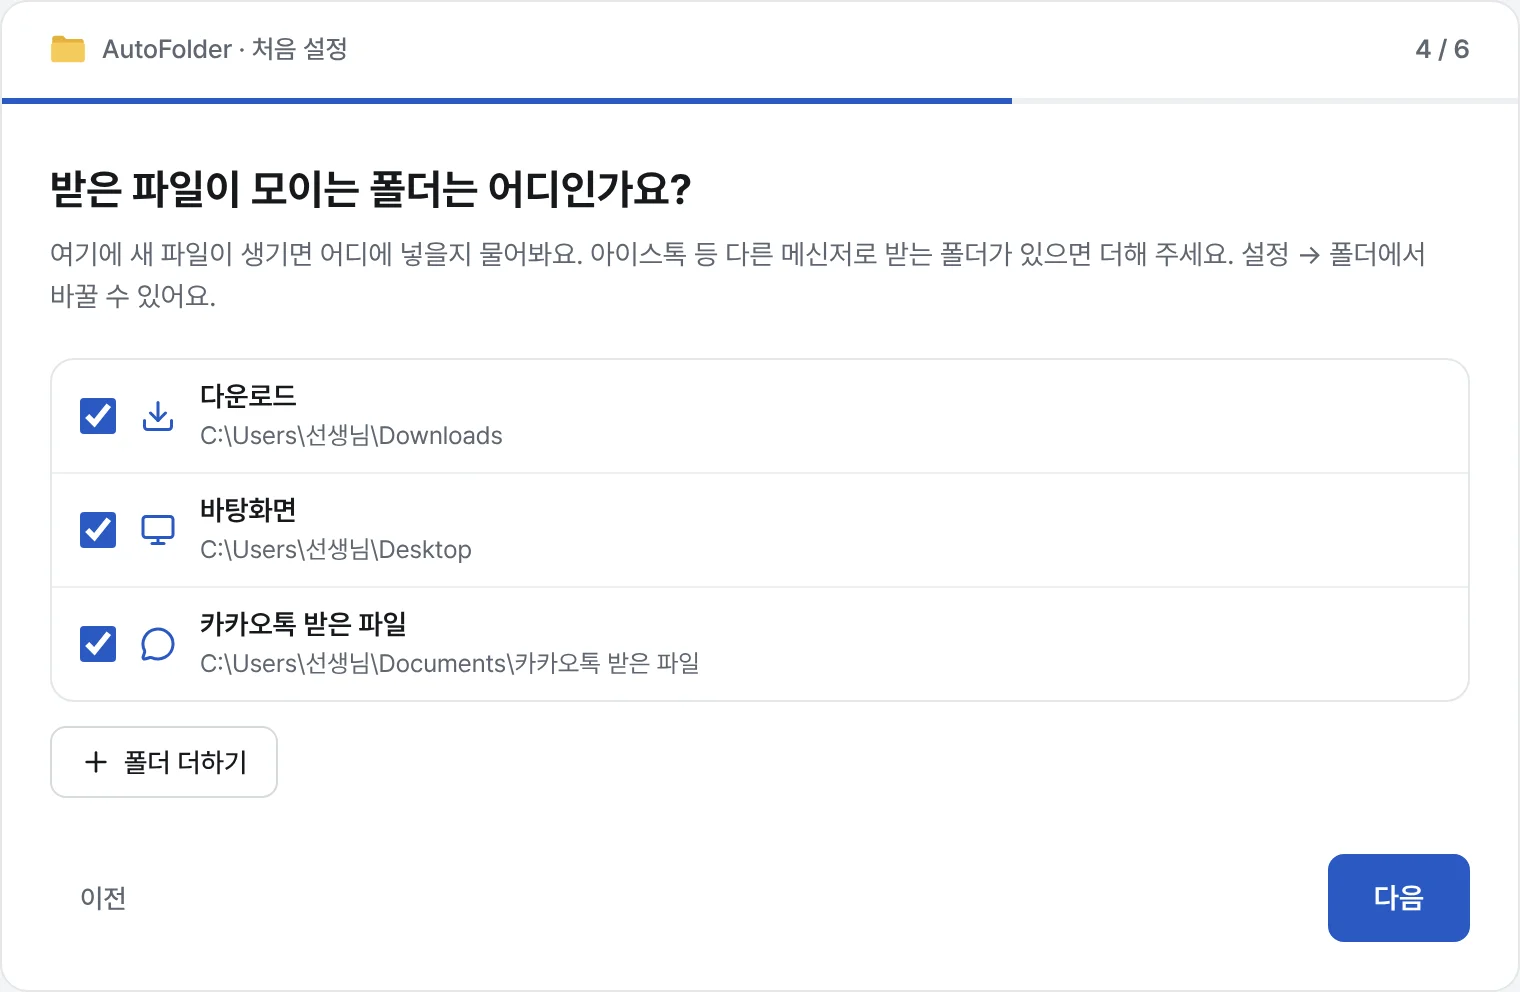 AutoFolder · 처음 설정
4 / 6
받은 파일이 모이는 폴더는 어디인가요?
여기에 새 파일이 생기면 어디에 넣을지 물어봐요. 아이스톡 등 다른 메신저로 받는 폴더가 있으면 더해 주세요. 설정 → 폴더에서
바꿀 수 있어요.
다운로드
C:\Users\선생님\Downloads
바탕화면
C:\Users\선생님\Desktop
카카오톡 받은 파일
C:\Users\선생님\Documents\카카오톡 받은 파일
+ 폴더 더하기
이전
다음